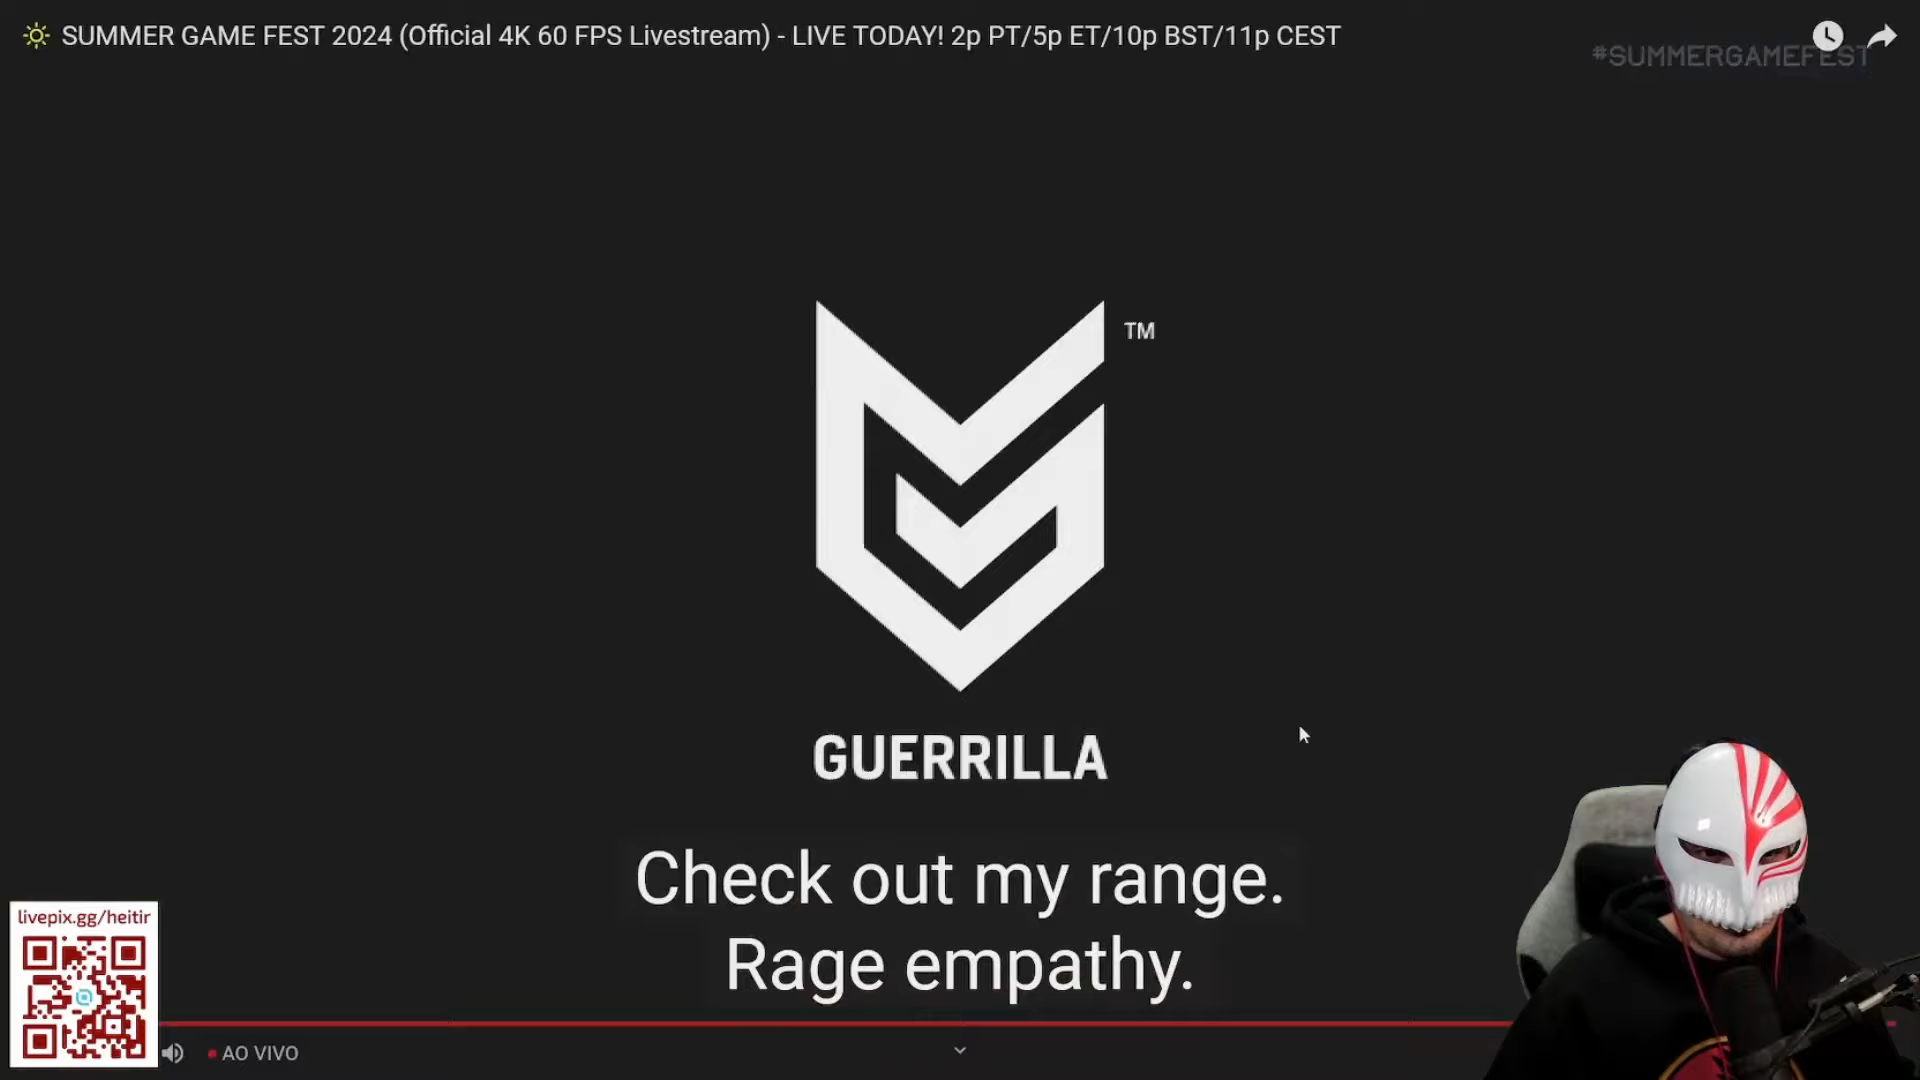 SUMMER GAME FEST 2024 (Official 4K 60 FPS Livestream) - LIVE TODAY! 2p PT/5p ET/10p BST/11p CEST
#SUMMERGAMEFEST
TM
GUERRILLA
Check out my range.
Rage empathy.
livepix.gg/heitir
AO VIVO